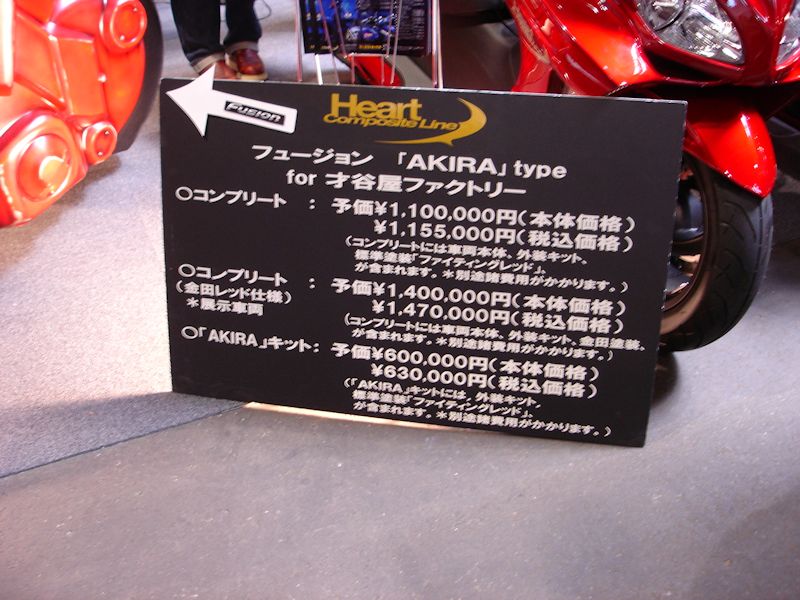 Fusion
Heart
Composite Line
フュージョン 「AKIRA」type
for 才谷屋ファクトリー
○コンプリート : 予価¥1,100,000円(本体価格)
¥1,155,000円(税込価格)
(コンプリートには車両本体、外装キット、
標準塗装「ファイティングレッド」、
が含まれます。＊別途諸費用がかかります。)
○コンプリート : 予価¥1,400,000円(本体価格)
(金田レッド仕様) ¥1,470,000円(税込価格)
＊展示車両 (コンプリートには車両本体、外装キット、金田塗装、
が含まれます。＊別途諸費用がかかります。)
○「AKIRA」キット: 予価¥600,000円(本体価格)
¥630,000円(税込価格)
(「AKIRA」キットには、外装キット,
標準塗装「ファイティングレッド」、
が含まれます。＊別途諸費用がかかります。)